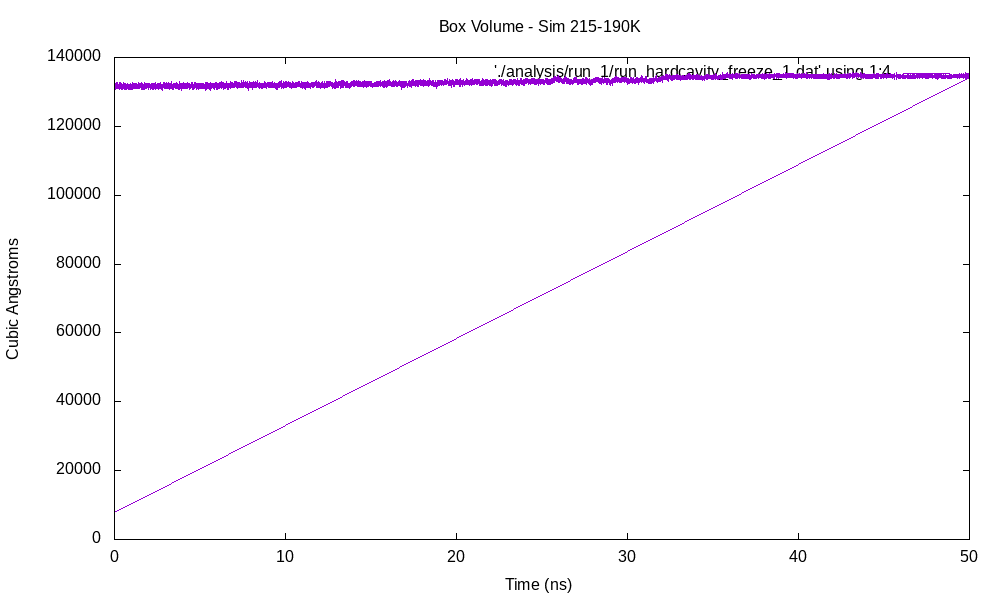 Box Volume - Sim 215-190K
'./analysis/run_1/run_hardcavity_freeze_1.dat' using 1:4
140000
120000
100000
80000
60000
40000
20000
0
Cubic Angstroms
0 10 20 30 40 50
Time (ns)